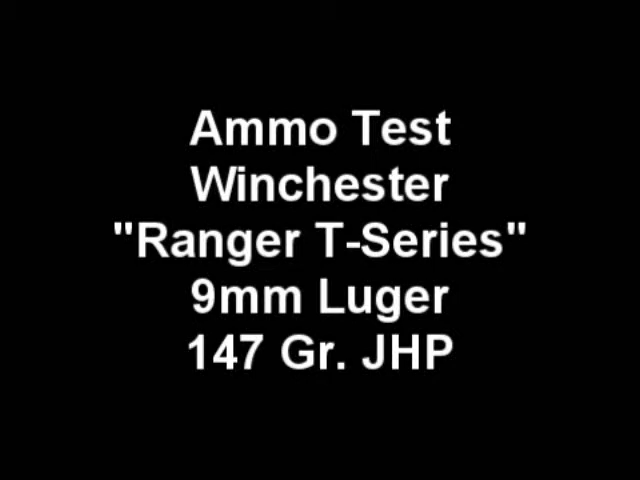 Ammo Test
Winchester
"Ranger T-Series"
9mm Luger
147 Gr. JHP